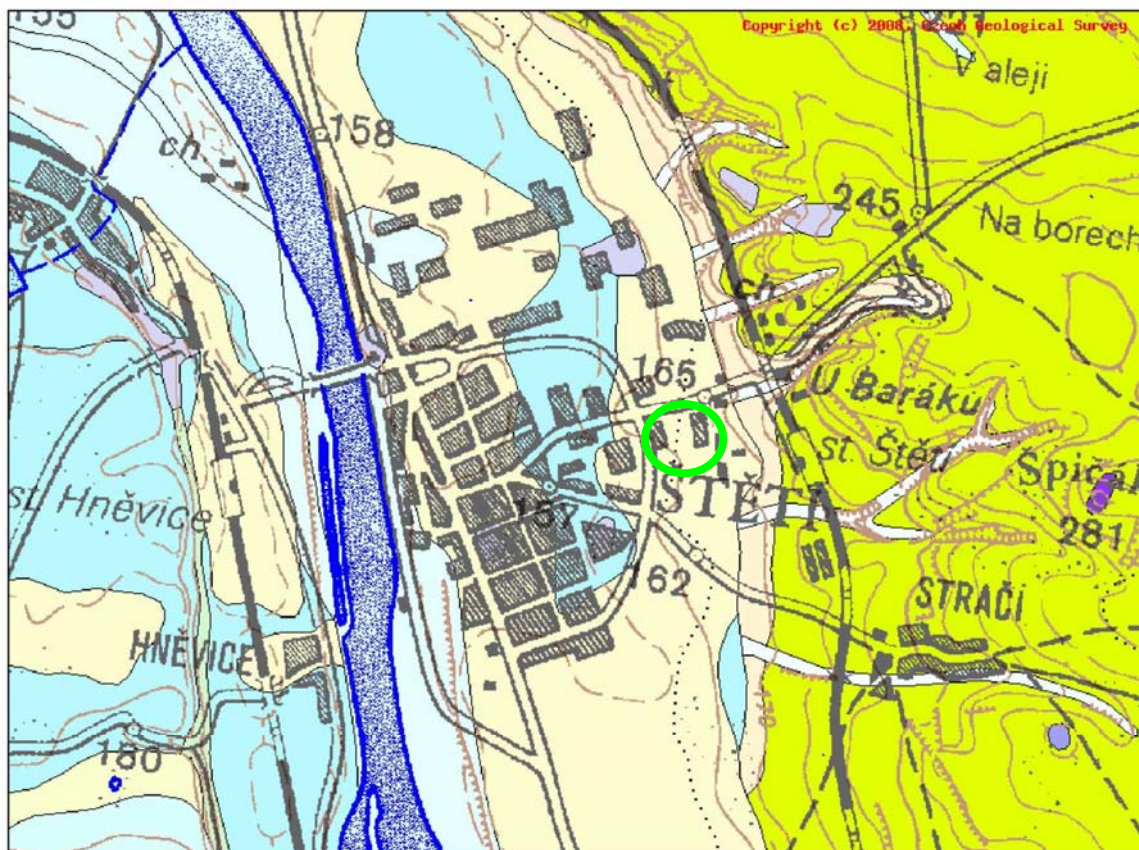 155
Copyright (c) 2008, Czech Geological Survey
V aleji
158
ch.
245
Na borech
ch.
165
U Baráku
st. Štětí
st. Hněvice
Špičák
157
ŠTĚTÍ
281
162
STRAČÍ
HNĚVICE
180